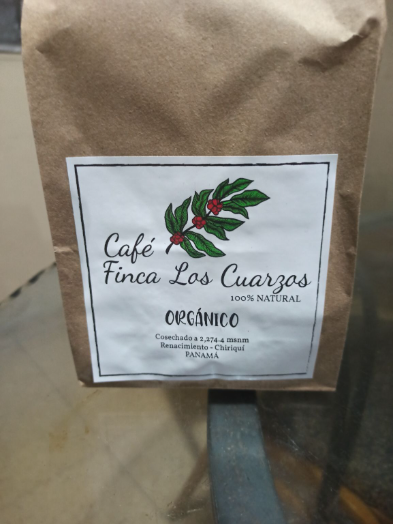 Café
Finca Los Cuarzos
100% NATURAL
ORGÁNICO
Cosechado a 2,274.4 msnm
Renacimiento - Chiriquí
PANAMÁ